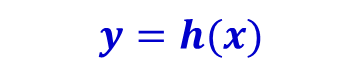 y = h(x)